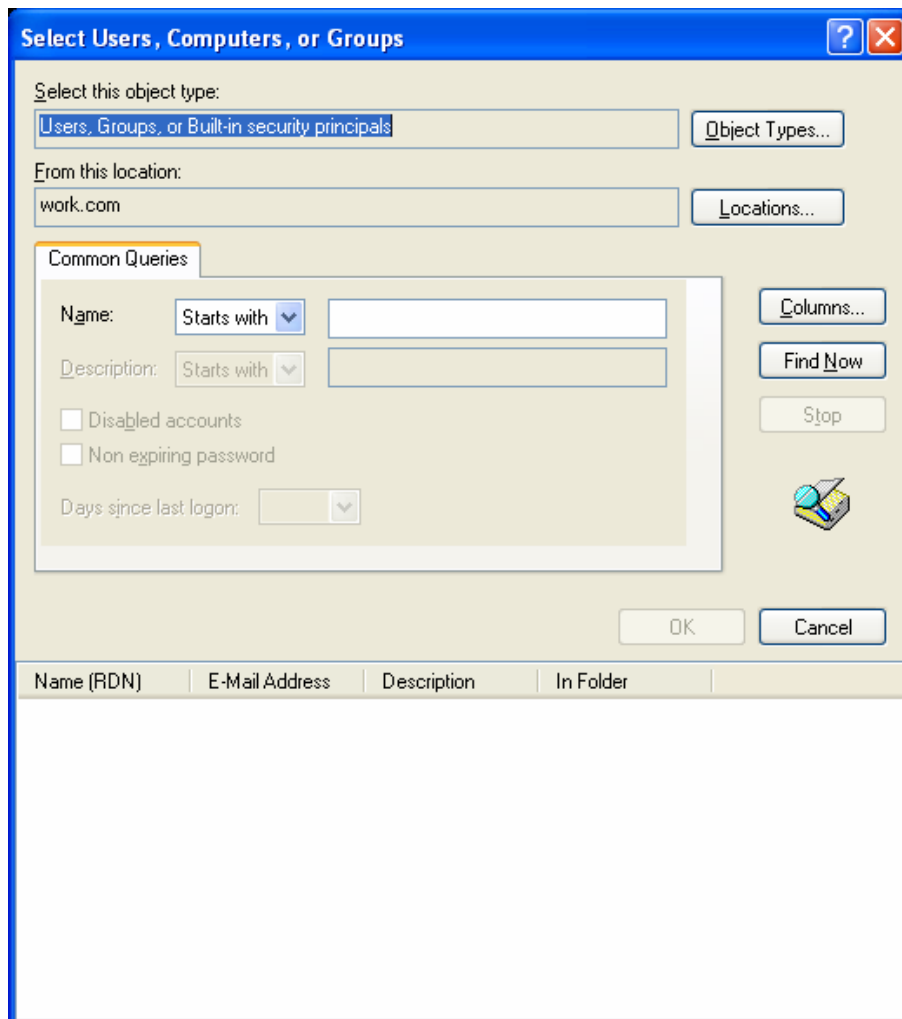 Select Users, Computers, or Groups
Select this object type:
Users, Groups, or Built-in security principals
Object Types...
From this location:
work.com
Locations...
Common Queries
Name: Starts with
Columns...
Description: Starts with
Find Now
Disabled accounts
Stop
Non expiring password
Days since last logon:
OK Cancel
Name (RDN) E-Mail Address Description In Folder